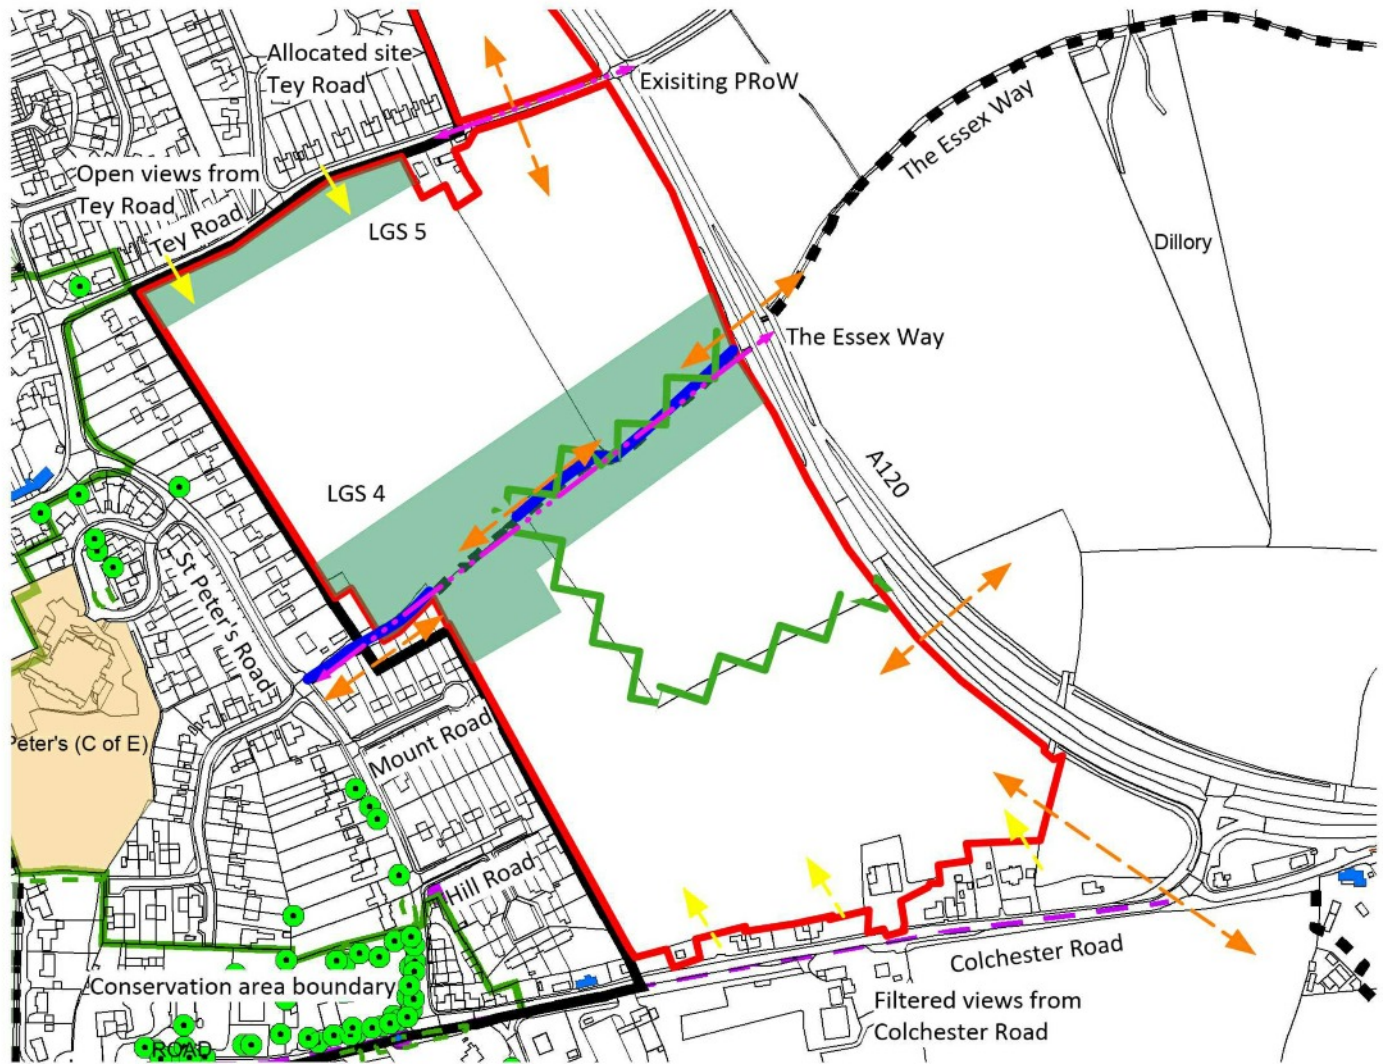 Allocated site>
Tey Road
Exisiting PRoW
The Essex Way
Open views from
Tey Road
Tey Road
LGS 5
Dillory
The Essex Way
A120
LGS 4
St Peter's Road
Peter's (C of E)
Mount Road
Hill Road
Conservation area boundary
Colchester Road
Filtered views from
Colchester Road
ROAD